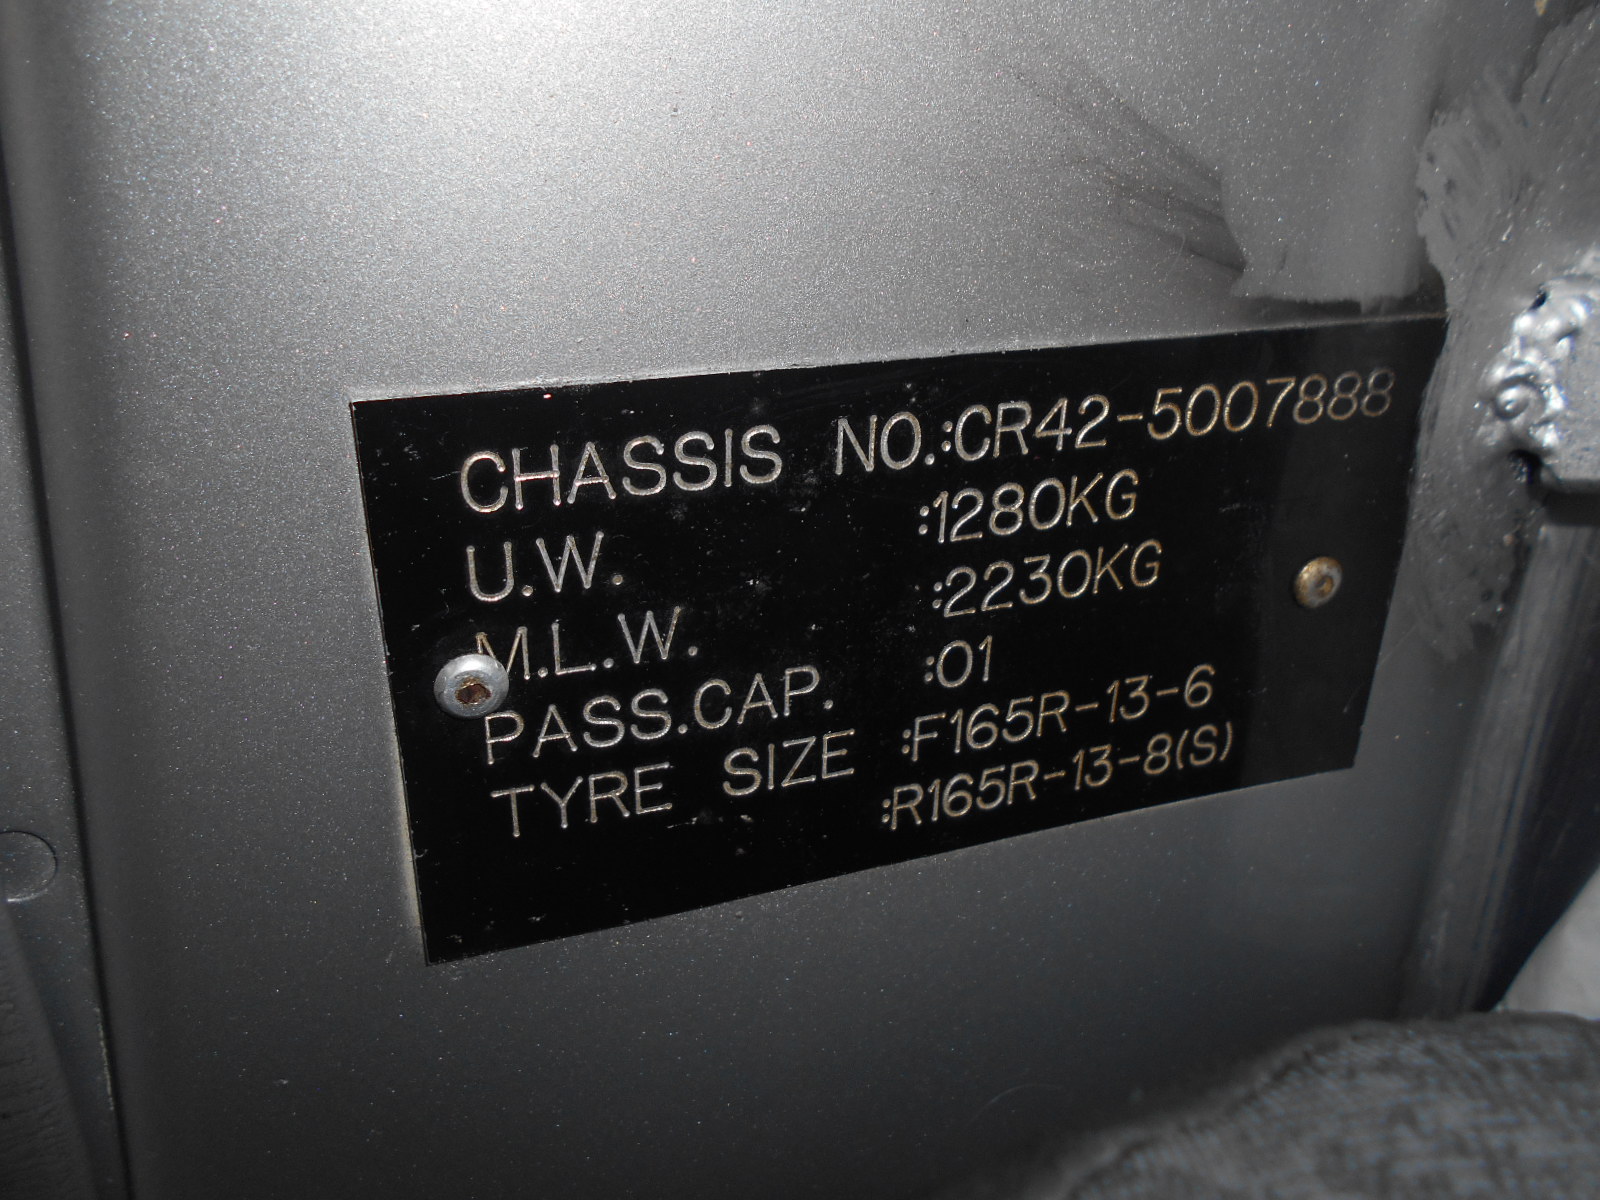 CHASSIS NO.:CR42-5007888
U.W. :1280KG
M.L.W. :2230KG
PASS.CAP. :01
TYRE SIZE :F165R-13-6
:R165R-13-8(S)